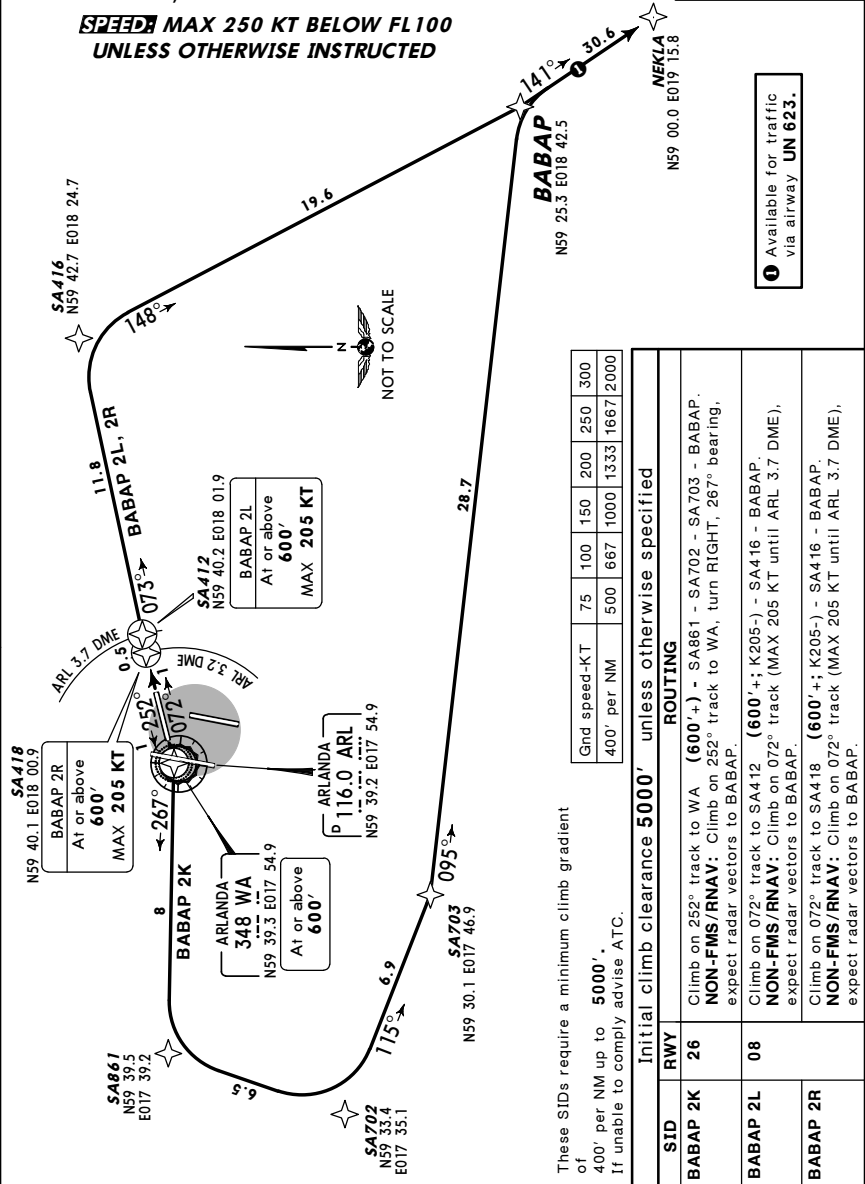 SPEED: MAX 250 KT BELOW FL100
UNLESS OTHERWISE INSTRUCTED
SA416
N59 42.7 E018 24.7
148°
19.6
11.8
BABAP 2L, 2R
073°
141°
30.6
1
NEKLA
N59 00.0 E019 15.8
BABAP
N59 25.3 E018 42.5
1 Available for traffic
via airway UN 623.
N
NOT TO SCALE
SA412
N59 40.2 E018 01.9
BABAP 2L
At or above
600'
MAX 205 KT
ARL 3.7 DME
ARL 3.2 DME
0.5
SA418
N59 40.1 E018 00.9
BABAP 2R
At or above
600'
MAX 205 KT
1
252°
1
072°
267°
8
BABAP 2K
ARLANDA
D 116.0 ARL
N59 39.2 E017 54.9
ARLANDA
348 WA
N59 39.3 E017 54.9
At or above
600'
SA861
N59 39.5
E017 39.2
6.5
SA702
N59 33.4
E017 35.1
115°
6.9
SA703
N59 30.1 E017 46.9
095°
28.7
These SIDs require a minimum climb gradient
of
400' per NM up to 5000'.
If unable to comply advise ATC.
Gnd speed-KT 75 100 150 200 250 300
400' per NM 500 667 1000 1333 1667 2000
Initial climb clearance 5000' unless otherwise specified
SID RWY ROUTING
BABAP 2K 26 Climb on 252° track to WA (600'+) - SA861 - SA702 - SA703 - BABAP.
NON-FMS/RNAV: Climb on 252° track to WA, turn RIGHT, 267° bearing,
expect radar vectors to BABAP.
BABAP 2L 08 Climb on 072° track to SA412 (600'+; K205-) - SA416 - BABAP.
NON-FMS/RNAV: Climb on 072° track (MAX 205 KT until ARL 3.7 DME),
expect radar vectors to BABAP.
BABAP 2R Climb on 072° track to SA418 (600'+; K205-) - SA416 - BABAP.
NON-FMS/RNAV: Climb on 072° track (MAX 205 KT until ARL 3.2 DME),
expect radar vectors to BABAP.